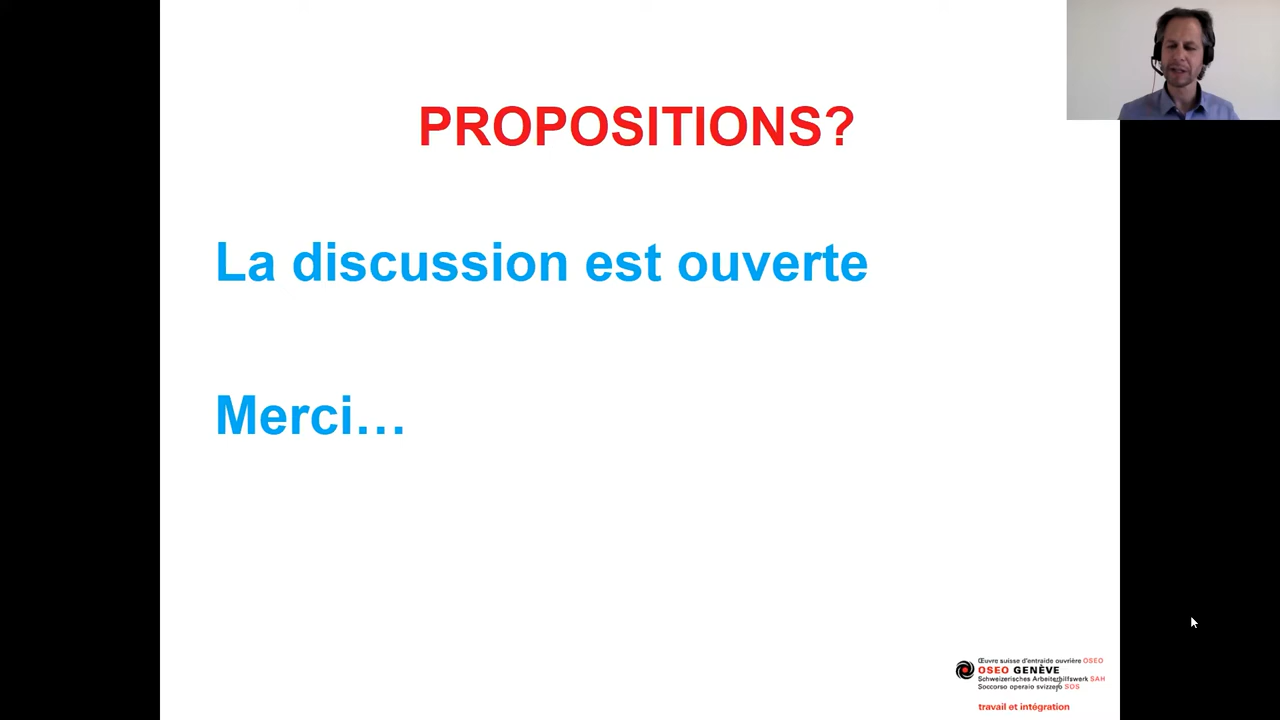 PROPOSITIONS?
La discussion est ouverte
Merci…
Œuvre suisse d'entraide ouvrière OSEO
OSEO GENÈVE
Schweizerisches Arbeiterhilfswerk SAH
Soccorso operaio svizzero SOS
travail et intégration